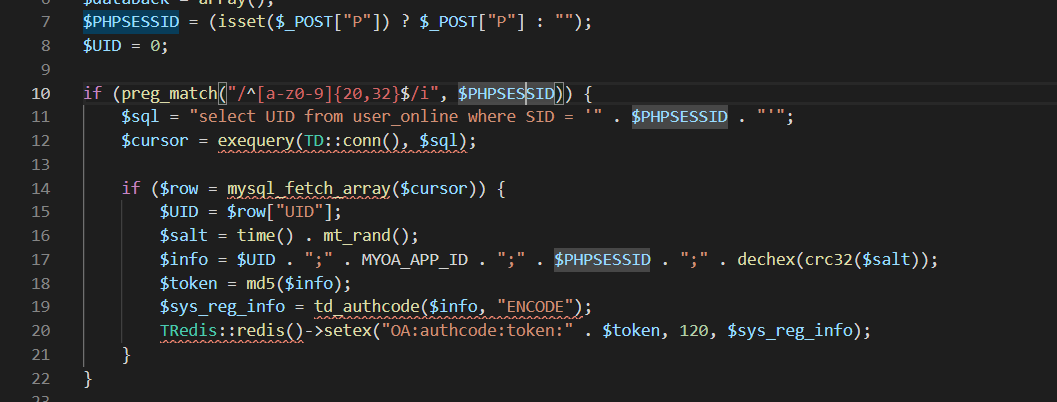 6 $databack = array();
7 $PHPSESSID = (isset($_POST["P"]) ? $_POST["P"] : "");
8 $UID = 0;
9
10 if (preg_match("/^[a-z0-9]{20,32}$/i", $PHPSESSID)) {
11 $sql = "select UID from user_online where SID = '" . $PHPSESSID . "'";
12 $cursor = exequery(TD::conn(), $sql);
13
14 if ($row = mysql_fetch_array($cursor)) {
15 $UID = $row["UID"];
16 $salt = time() . mt_rand();
17 $info = $UID . ";" . MYOA_APP_ID . ";" . $PHPSESSID . ";" . dechex(crc32($salt));
18 $token = md5($info);
19 $sys_reg_info = td_authcode($info, "ENCODE");
20 TRedis::redis()->setex("OA:authcode:token:" . $token, 120, $sys_reg_info);
21 }
22 }
23